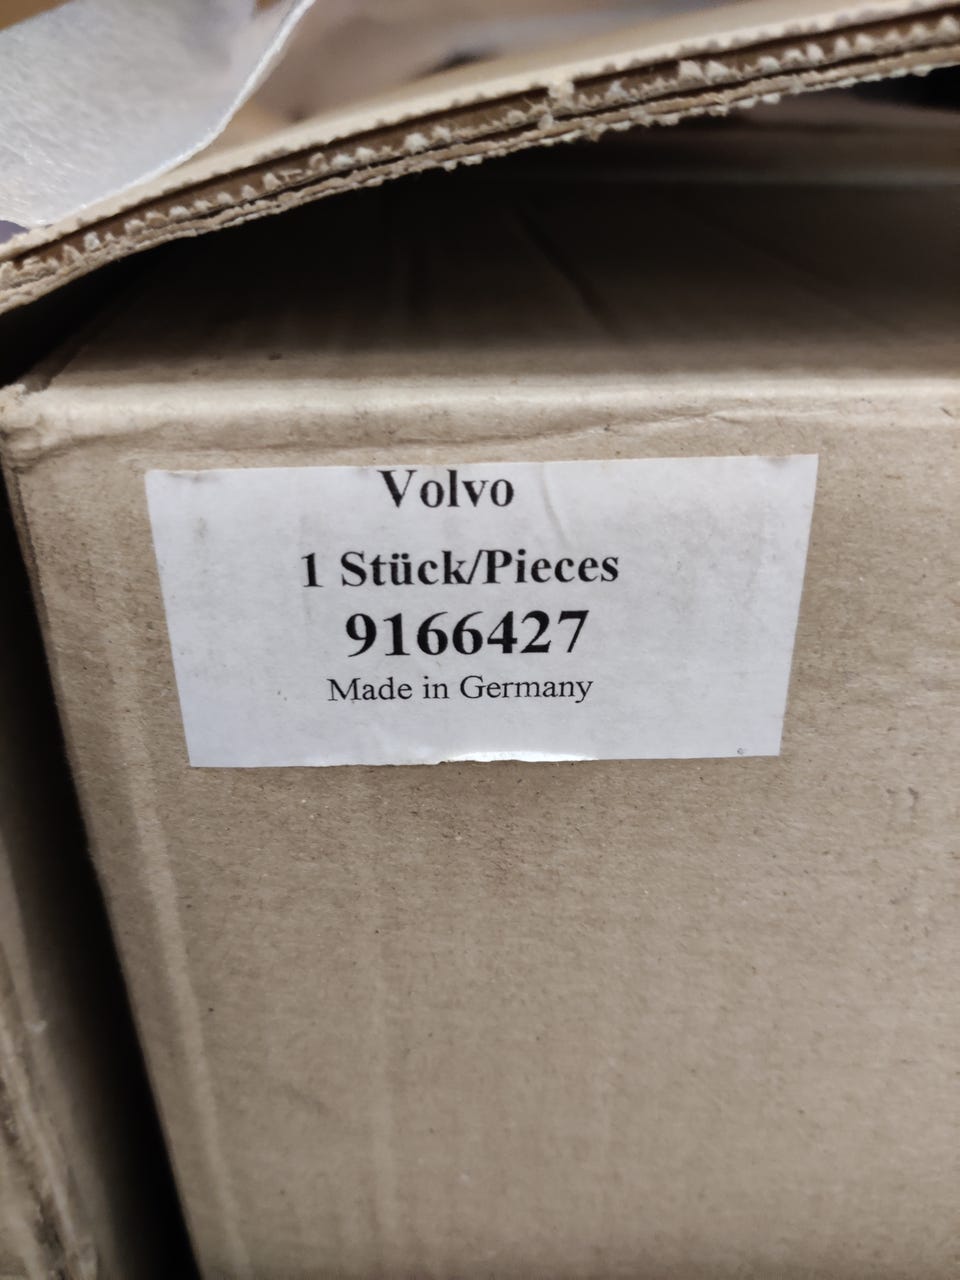 Volvo
1 Stück/Pieces
9166427
Made in Germany